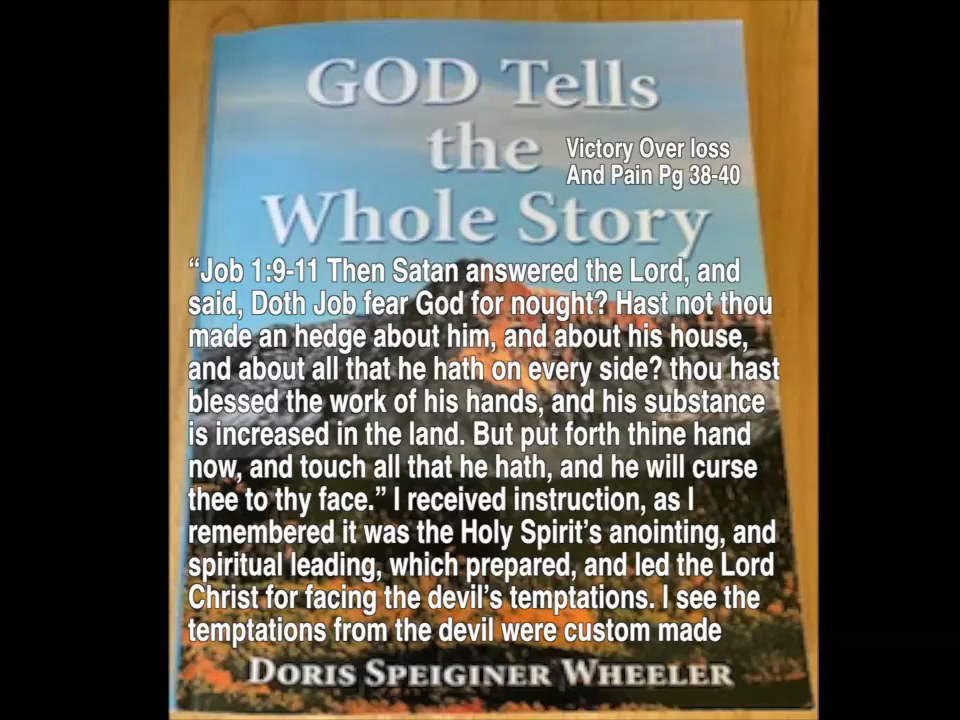 GOD Tells
the
Victory Over loss
And Pain Pg 38-40
Whole Story
“Job 1:9-11 Then Satan answered the Lord, and
said, Doth Job fear God for nought? Hast not thou
made an hedge about him, and about his house,
and about all that he hath on every side? thou hast
blessed the work of his hands, and his substance
is increased in the land. But put forth thine hand
now, and touch all that he hath, and he will curse
thee to thy face.” I received instruction, as I
remembered it was the Holy Spirit’s anointing, and
spiritual leading, which prepared, and led the Lord
Christ for facing the devil’s temptations. I see the
temptations from the devil were custom made
DORIS SPEIGINER WHEELER